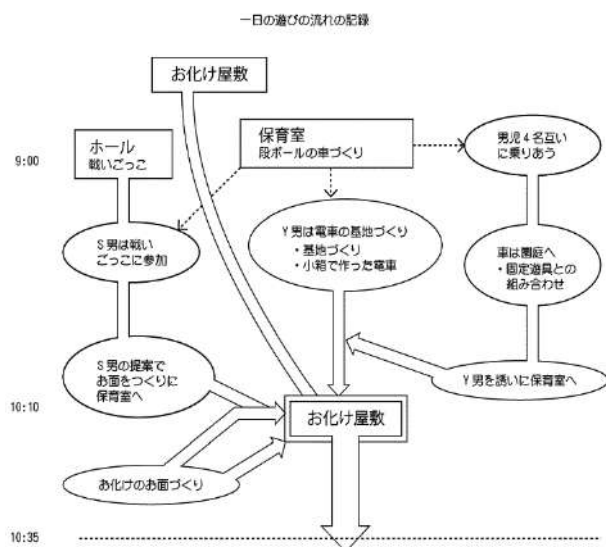 一日の遊びの流れの記録
お化け屋敷
ホール
戦いごっこ
保育室
段ボールの車づくり
男児4名互い
に乗りあう
9:00
S男は戦い
ごっこに参加
Y男は電車の基地づくり
・基地づくり
・小箱で作った電車
車は園庭へ
・固定遊具との
組み合わせ
S男の提案で
お面をつくりに
保育室へ
Y男を誘いに保育室へ
10:10
お化け屋敷
お化けのお面づくり
10:35